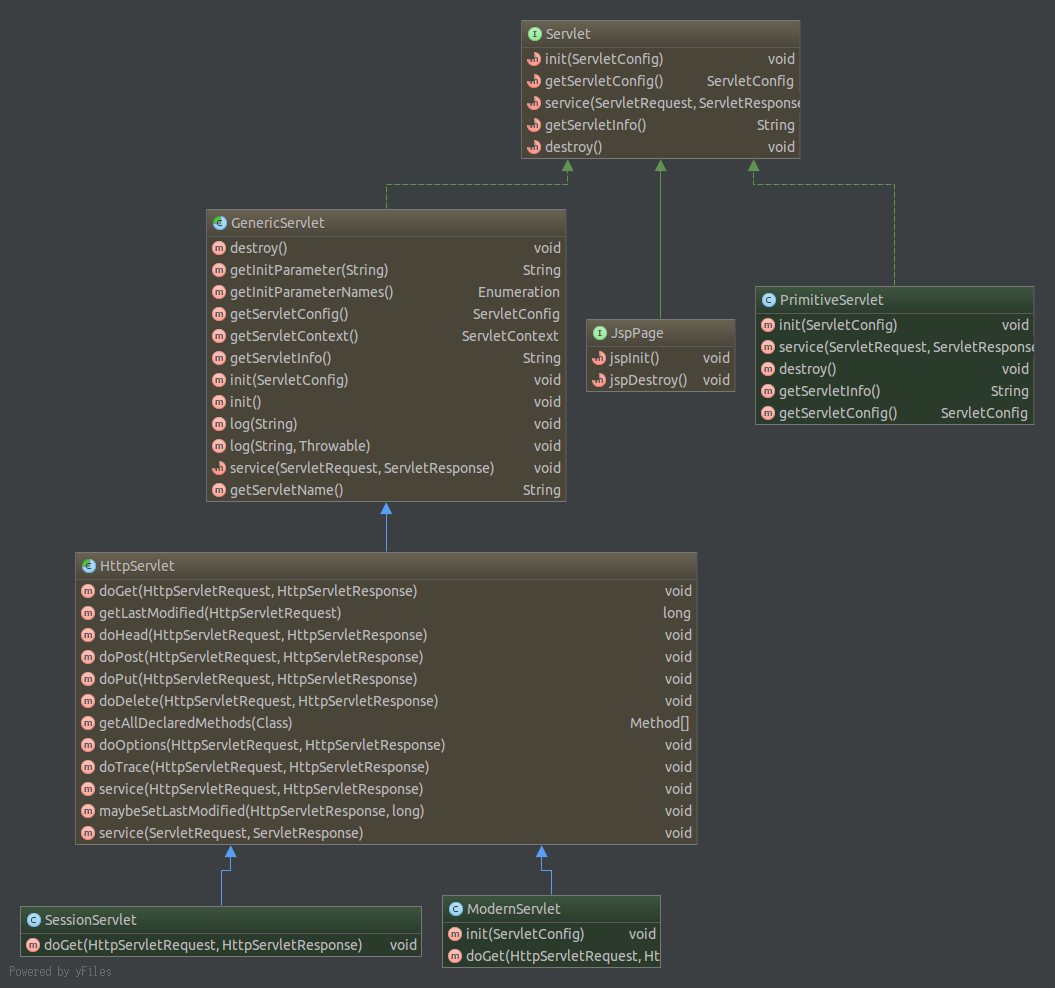 Servlet
init(ServletConfig) void
getServletConfig() ServletConfig
service(ServletRequest, ServletResponse
getServletInfo() String
destroy() void
GenericServlet
destroy() void
getInitParameter(String) String
getInitParameterNames() Enumeration
getServletConfig() ServletConfig
getServletContext() ServletContext
getServletInfo() String
init(ServletConfig) void
init() void
log(String) void
log(String, Throwable) void
service(ServletRequest, ServletResponse) void
getServletName() String
JspPage
jspInit() void
jspDestroy() void
PrimitiveServlet
init(ServletConfig) void
service(ServletRequest, ServletResponse
destroy() void
getServletInfo() String
getServletConfig() ServletConfig
HttpServlet
doGet(HttpServletRequest, HttpServletResponse) void
getLastModified(HttpServletRequest) long
doHead(HttpServletRequest, HttpServletResponse) void
doPost(HttpServletRequest, HttpServletResponse) void
doPut(HttpServletRequest, HttpServletResponse) void
doDelete(HttpServletRequest, HttpServletResponse) void
getAllDeclaredMethods(Class) Method[]
doOptions(HttpServletRequest, HttpServletResponse) void
doTrace(HttpServletRequest, HttpServletResponse) void
service(HttpServletRequest, HttpServletResponse) void
maybeSetLastModified(HttpServletResponse, long) void
service(ServletRequest, ServletResponse) void
SessionServlet
doGet(HttpServletRequest, HttpServletResponse) void
ModernServlet
init(ServletConfig) void
doGet(HttpServletRequest, Ht
Powered by yFiles